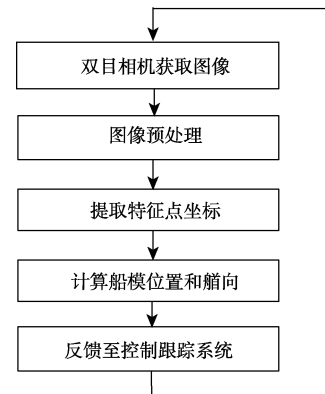 双目相机获取图像
图像预处理
提取特征点坐标
计算船模位置和艏向
反馈至控制跟踪系统